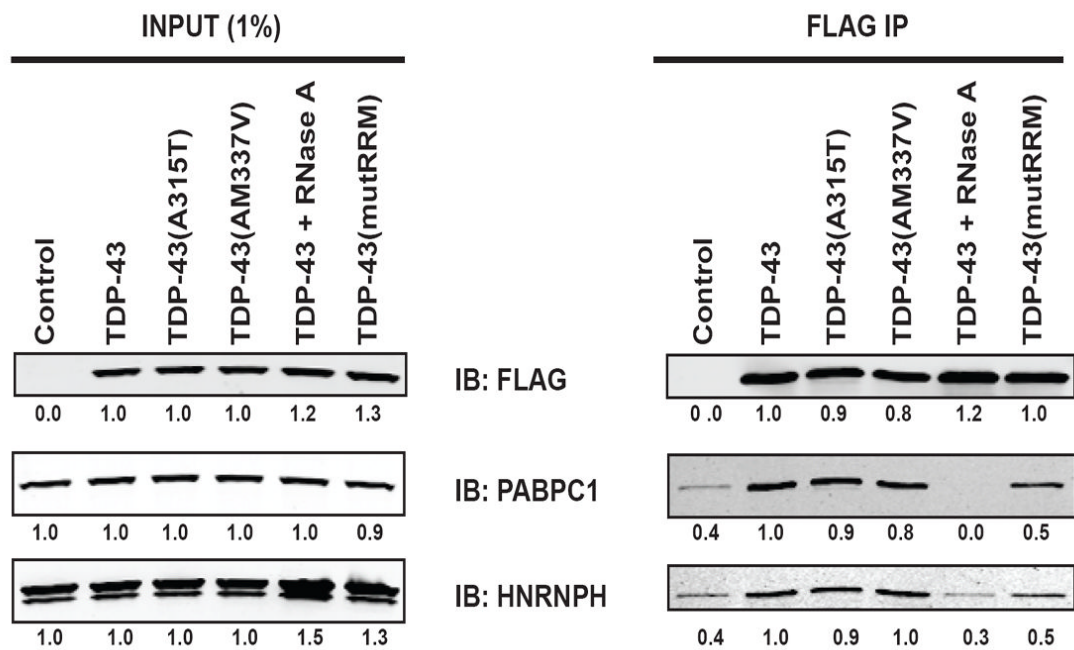 INPUT (1%)
FLAG IP
Control
TDP-43
TDP-43(A315T)
TDP-43(AM337V)
TDP-43 + RNase A
TDP-43(mutRRM)
Control
TDP-43
TDP-43(A315T)
TDP-43(AM337V)
TDP-43 + RNase A
TDP-43(mutRRM)
IB: FLAG
0.0 1.0 1.0 1.0 1.2 1.3
0 .0 1.0 0.9 0.8 1.2 1.0
IB: PABPC1
1.0 1.0 1.0 1.0 1.0 0.9
0.4 1.0 0.9 0.8 0.0 0.5
IB: HNRNPH
1.0 1.0 1.0 1.0 1.5 1.3
0.4 1.0 0.9 1.0 0.3 0.5